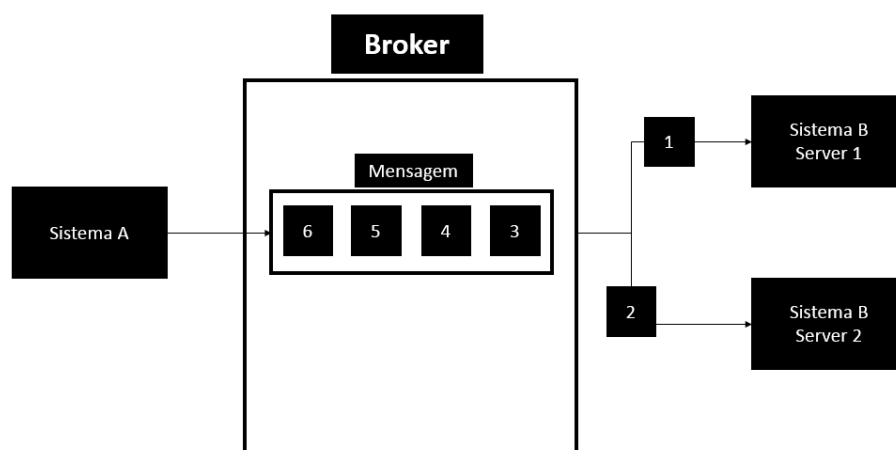 Broker
Mensagem
Sistema A
6 5 4 3
1
Sistema B
Server 1
2
Sistema B
Server 2